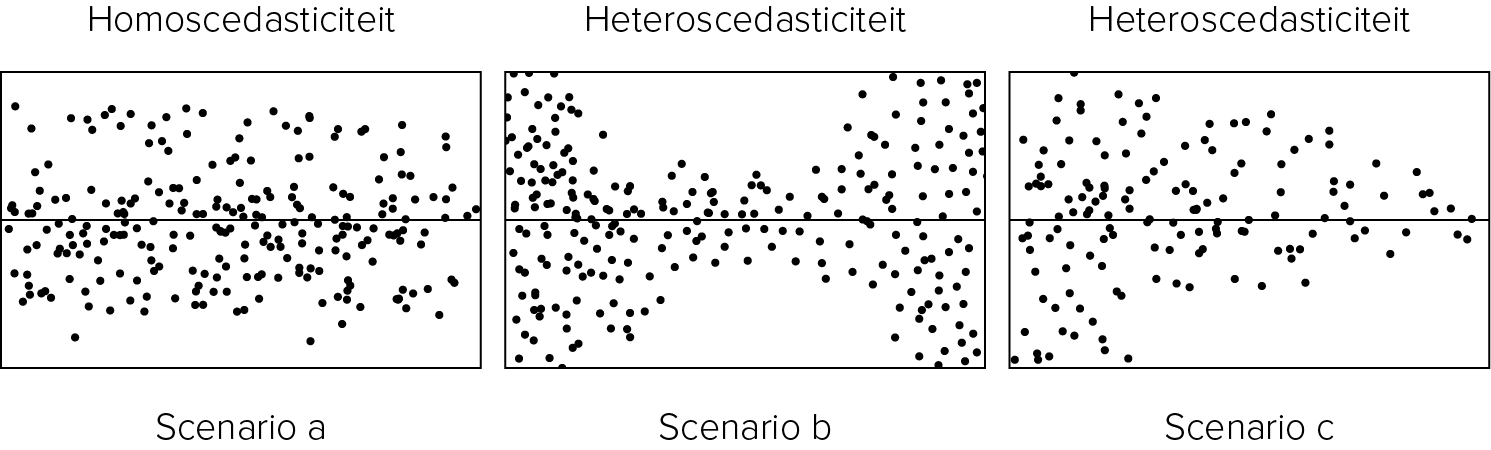 Homoscedasticiteit
Heteroscedasticiteit
Heteroscedasticiteit
Scenario a
Scenario b
Scenario c